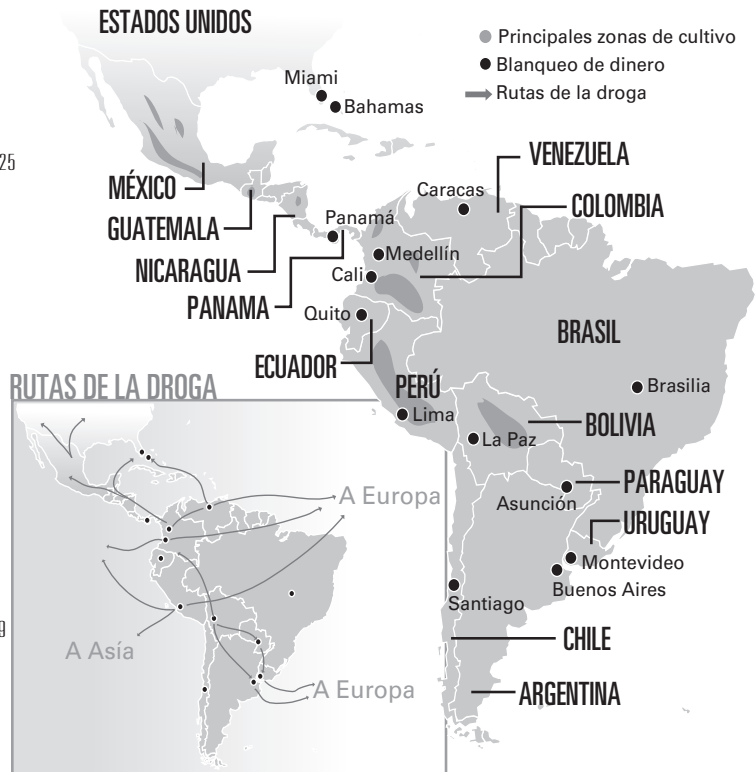 ESTADOS UNIDOS
Principales zonas de cultivo
Blanqueo de dinero
Rutas de la droga
Miami
Bahamas
25
VENEZUELA
MÉXICO
Caracas
COLOMBIA
GUATEMALA
Panamá
NICARAGUA
Medellín
Cali
PANAMA
Quito
BRASIL
ECUADOR
PERÚ
Brasilia
Lima
BOLIVIA
La Paz
PARAGUAY
Asunción
URUGUAY
Montevideo
Buenos Aires
Santiago
CHILE
ARGENTINA
RUTAS DE LA DROGA
A Europa
9
A Asía
A Europa